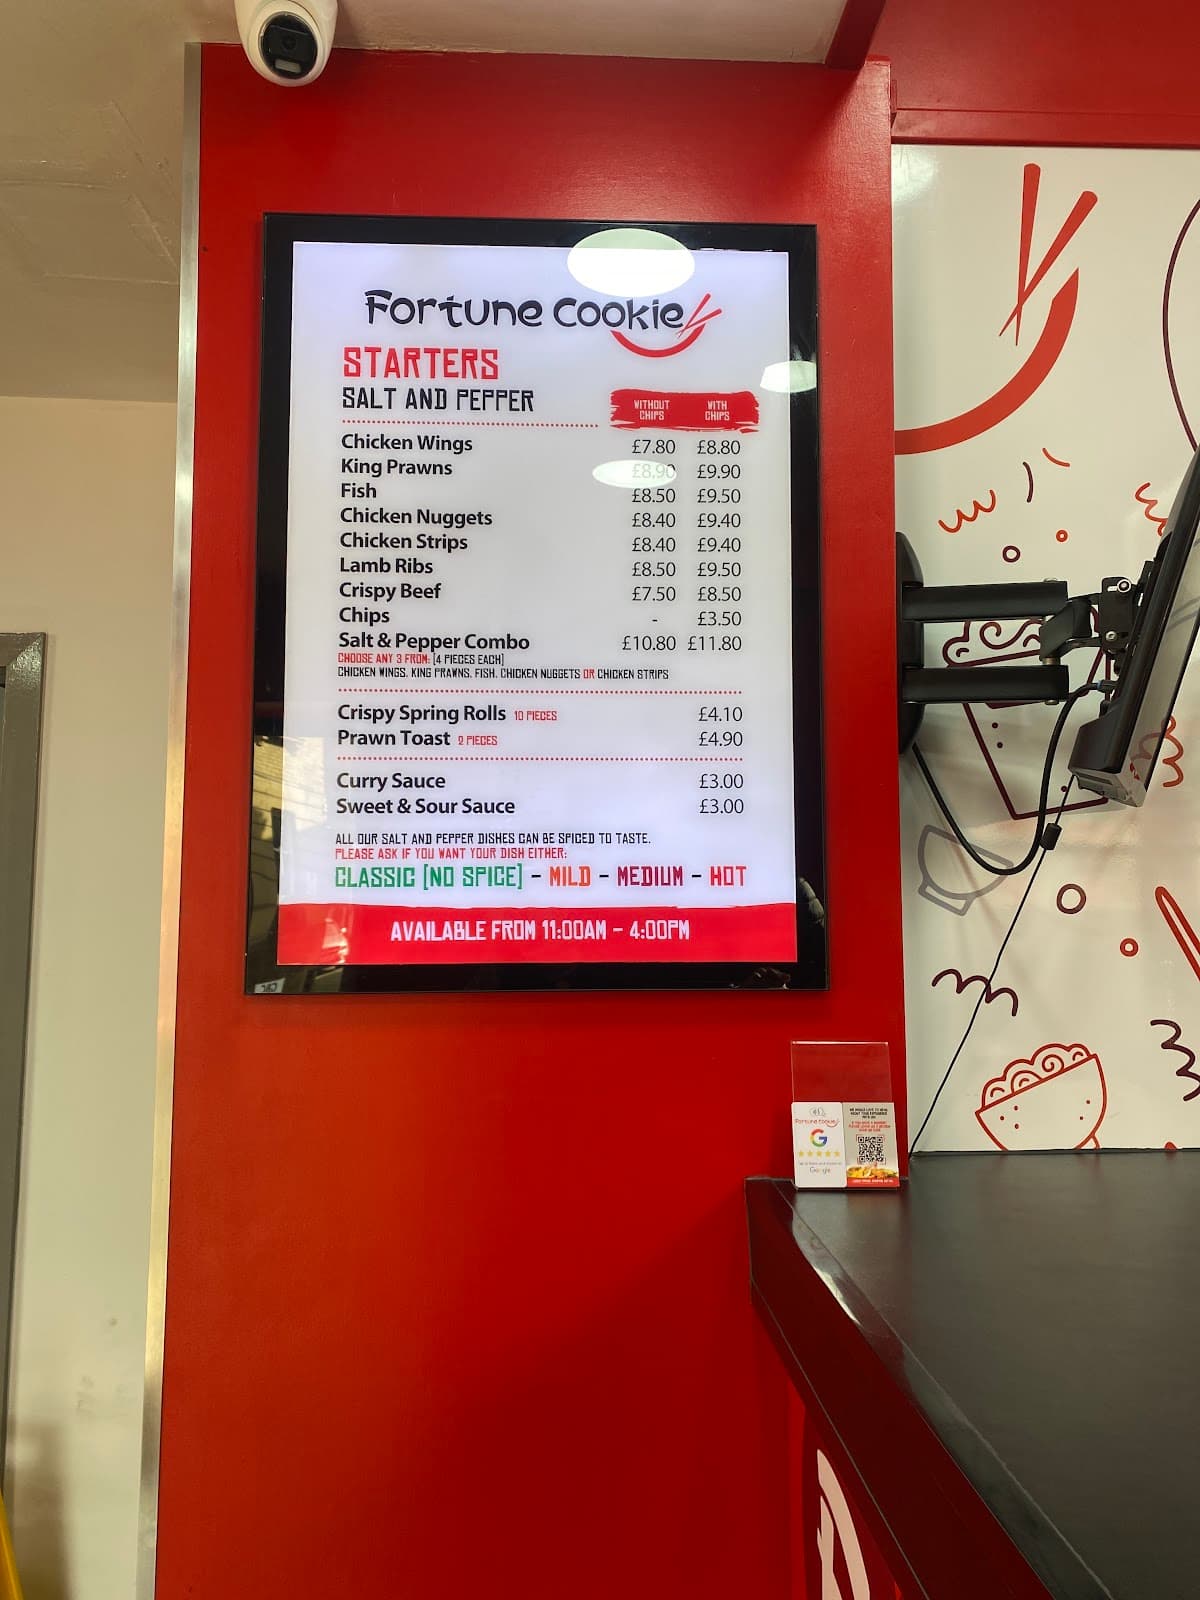 Fortune Cookie
STARTERS
SALT AND PEPPER
WITHOUT CHIPS WITH CHIPS
Chicken Wings £7.80 £8.80
King Prawns £8.90 £9.90
Fish £8.50 £9.50
Chicken Nuggets £8.40 £9.40
Chicken Strips £8.40 £9.40
Lamb Ribs £8.50 £9.50
Crispy Beef £7.50 £8.50
Chips - £3.50
Salt & Pepper Combo £10.80 £11.80
CHOOSE ANY 3 FROM: [4 PIECES EACH]
CHICKEN WINGS, KING PRAWNS, FISH, CHICKEN NUGGETS OR CHICKEN STRIPS
Crispy Spring Rolls 10 PIECES £4.10
Prawn Toast 9 PIECES £4.90
Curry Sauce £3.00
Sweet & Sour Sauce £3.00
ALL OUR SALT AND PEPPER DISHES CAN BE SPICED TO TASTE.
PLEASE ASK IF YOU WANT YOUR DISH EITHER:
CLASSIC [NO SPICE] - MILD - MEDIUM - HOT
AVAILABLE FROM 11:00AM - 4:00PM
Fortune Cookie
G
Google